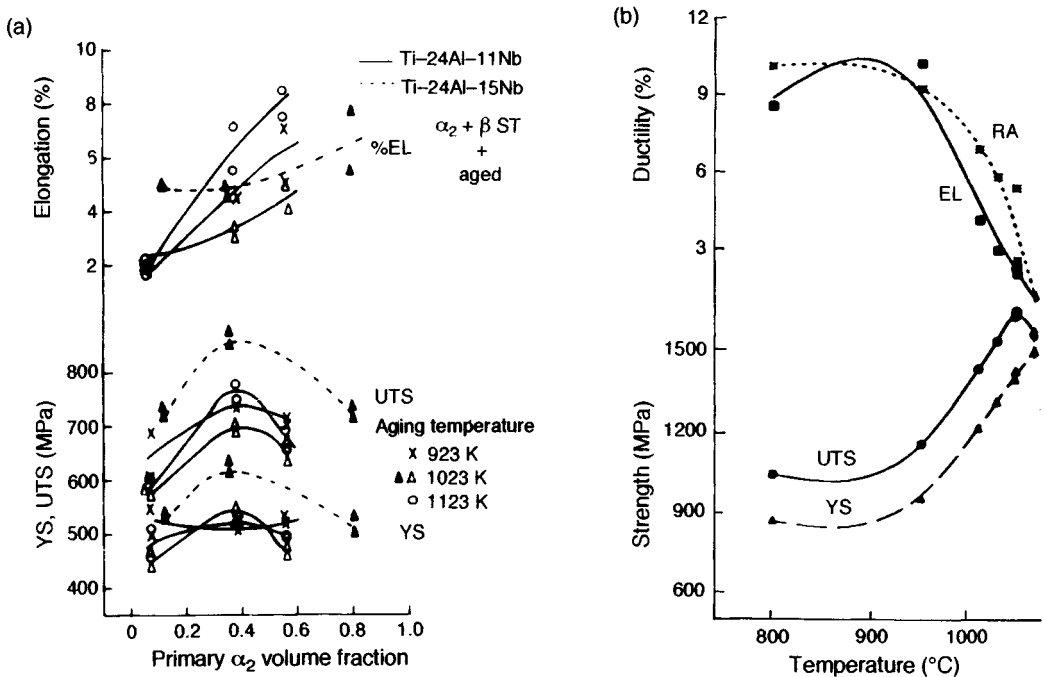 (a)
10
8
6
4
2
Elongation (%)
Ti–24Al–11Nb
Ti–24Al–15Nb
α₂ + β ST
+
aged
%EL
800
700
600
500
400
YS, UTS (MPa)
UTS
Aging temperature
x 923 K
▲ △ 1023 K
○ 1123 K
YS
0 0.2 0.4 0.6 0.8 1.0
Primary α₂ volume fraction
(b)
12
9
6
3
Ductility (%)
RA
EL
1500
1200
900
600
Strength (MPa)
UTS
YS
800 900 1000
Temperature (°C)